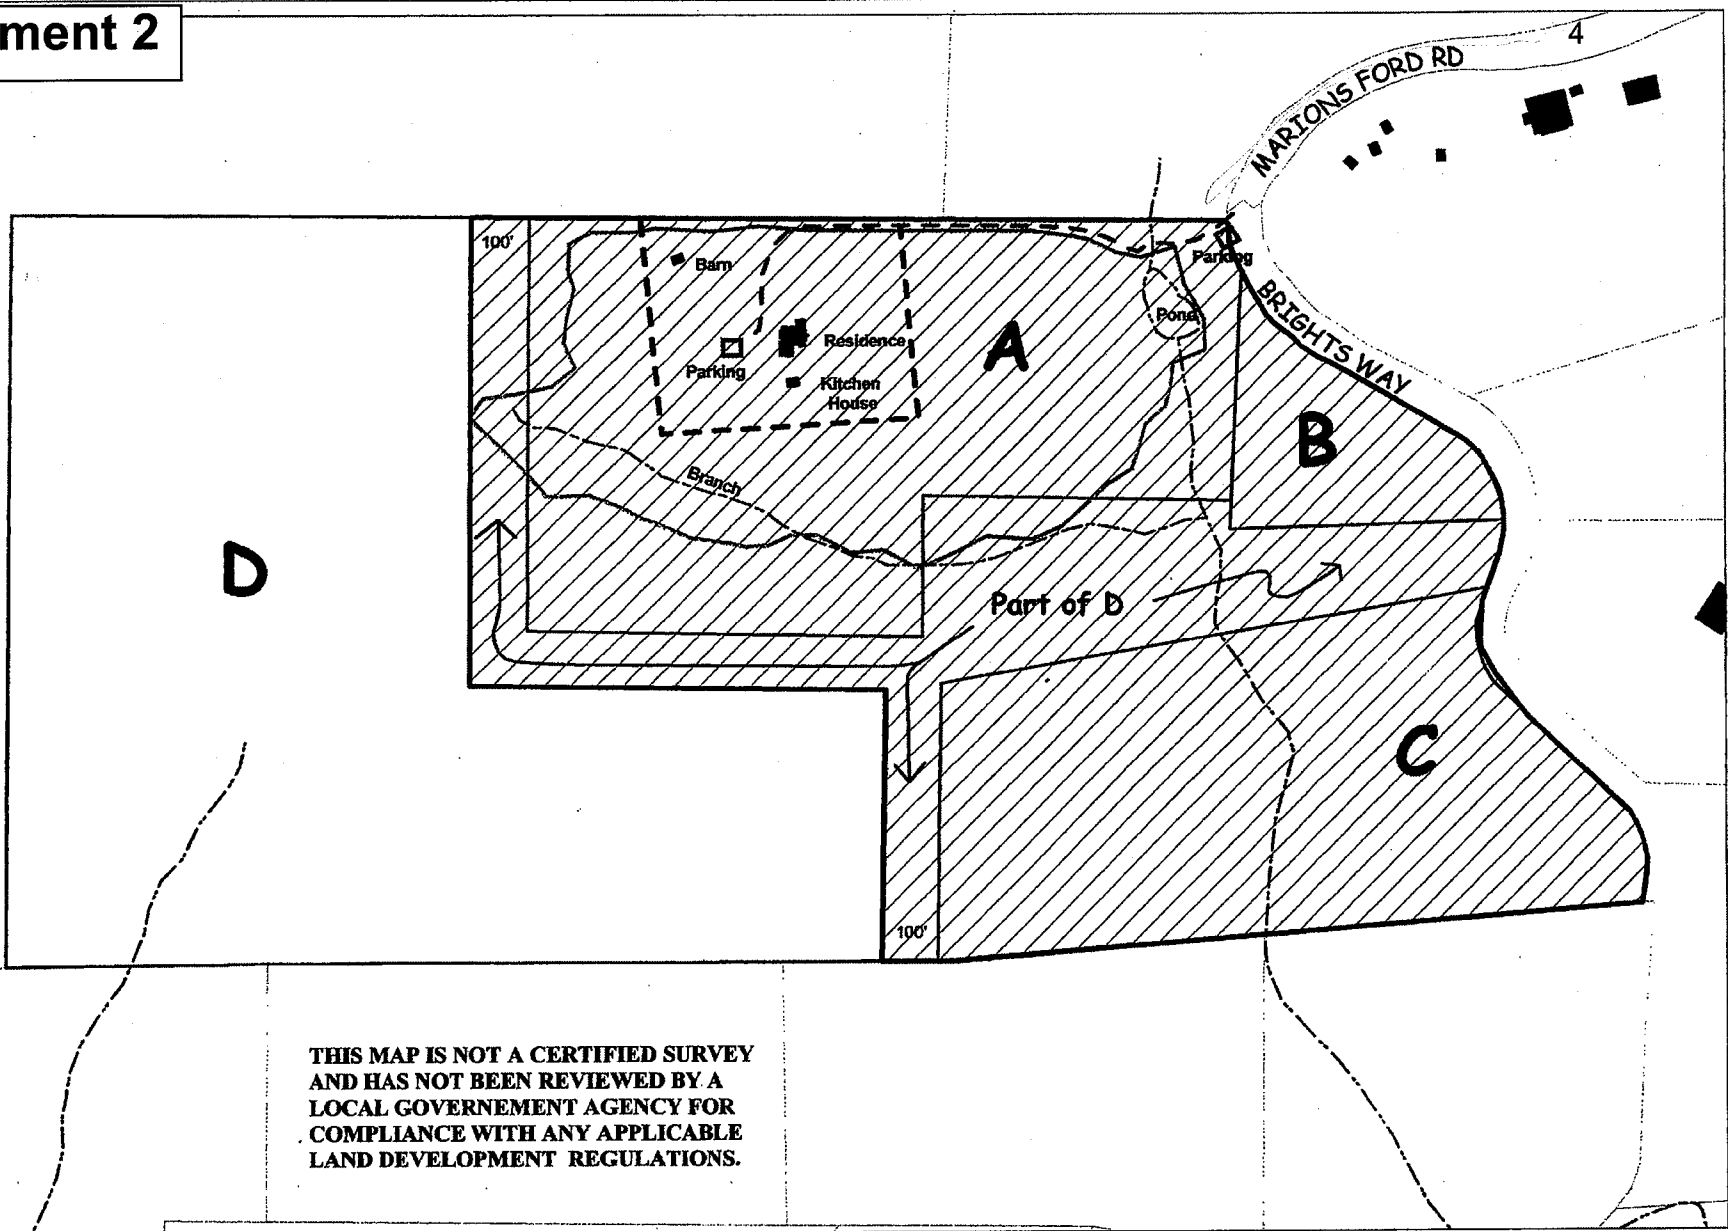 ment 2
4
MARIONS FORD RD
100'
Barn
Parking
BRIGHTS WAY
Pond
A
Residence
Parking
Kitchen
House
B
Branch
D
Part of D
C
100'
THIS MAP IS NOT A CERTIFIED SURVEY
AND HAS NOT BEEN REVIEWED BY A
LOCAL GOVERNEMENT AGENCY FOR
COMPLIANCE WITH ANY APPLICABLE
LAND DEVELOPMENT REGULATIONS.